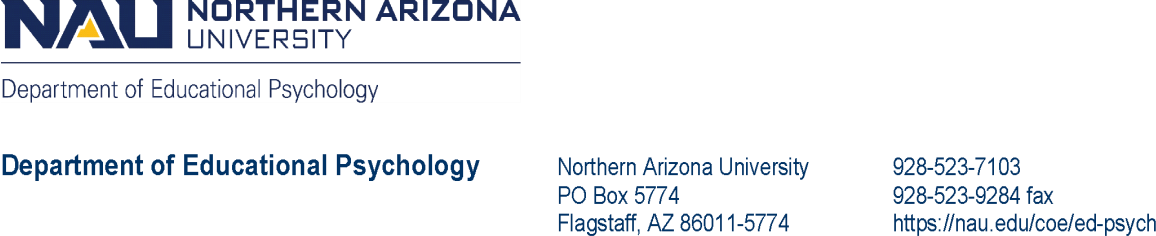 NAU NORTHERN ARIZONA
UNIVERSITY
Department of Educational Psychology
Department of Educational Psychology
Northern Arizona University
PO Box 5774
Flagstaff, AZ 86011-5774
928-523-7103
928-523-9284 fax
https://nau.edu/coe/ed-psych